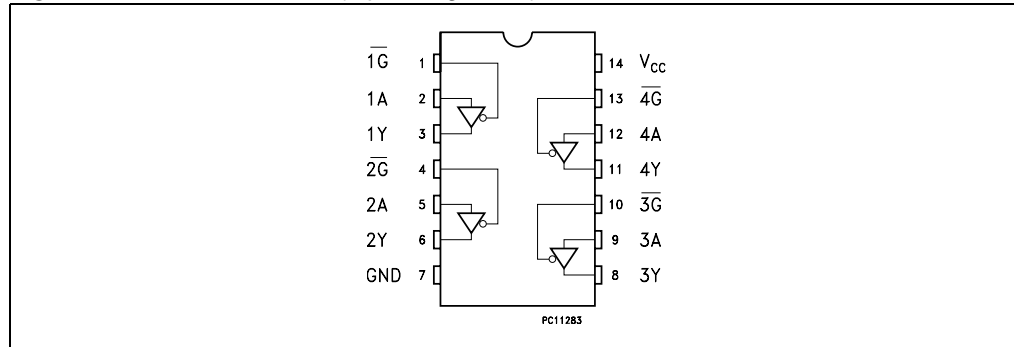 1G̅ 1 14 V_CC
1A 2 13 4G̅
1Y 3 12 4A
2G̅ 4 11 4Y
2A 5 10 3G̅
2Y 6 9 3A
GND 7 8 3Y
PC11283